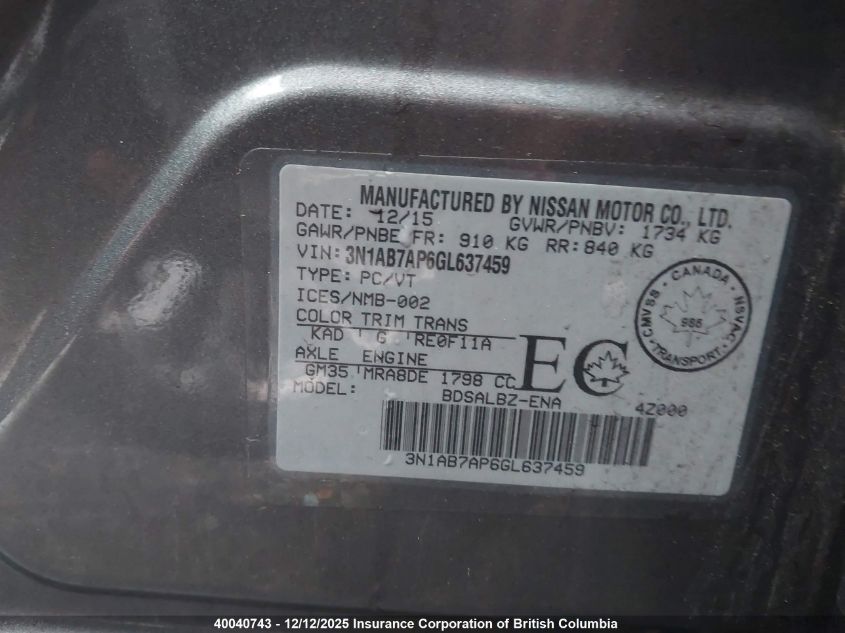 MANUFACTURED BY NISSAN MOTOR CO., LTD.
DATE: 12/15 GVWR/PNBV: 1734 KG
GAWR/PNBE FR: 910 KG RR: 840 KG
VIN: 3N1AB7AP6GL637459
TYPE: PC/VT
ICES/NMB-002
COLOR TRIM TRANS
KAD G RE0F11A
AXLE ENGINE
GM35 MRA8DE 1798 CC
MODEL: BDSALBZ-ENA 4Z000
3N1AB7AP6GL637459
EC
CANADA
CMVSS NSVAC
TRANSPORT
40040743 - 12/12/2025 Insurance Corporation of British Columbia